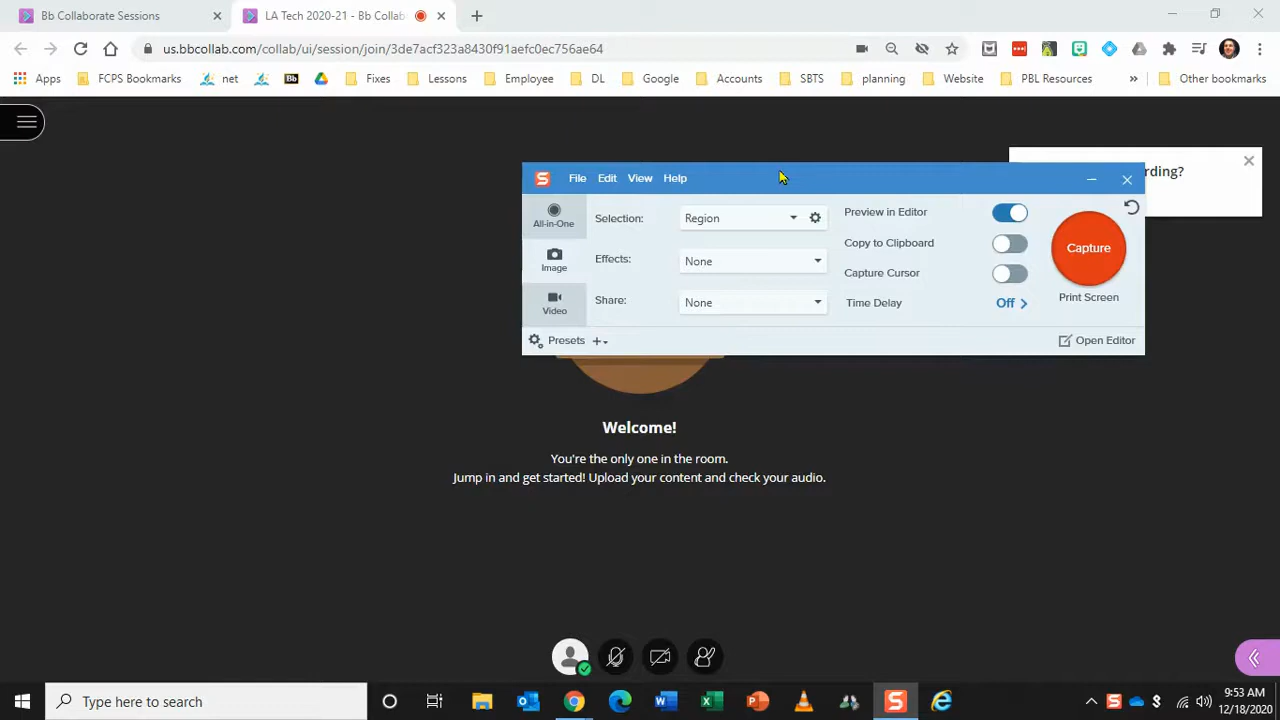 Bb Collaborate Sessions
LA Tech 2020-21 - Bb Collab
us.bbcollab.com/collab/ui/session/join/3de7acf323a8430f91aefc0ec756ae64
Apps FCPS Bookmarks net Bb Fixes Lessons Employee DL Google Accounts SBTS planning Website PBL Resources » Other bookmarks
rding?
S File Edit View Help
All-in-One
Image
Video
Selection: Region
Effects: None
Share: None
Preview in Editor
Copy to Clipboard
Capture Cursor
Time Delay Off
Capture
Print Screen
Presets
Open Editor
Welcome!
You're the only one in the room.
Jump in and get started! Upload your content and check your audio.
Type here to search
9:53 AM
12/18/2020